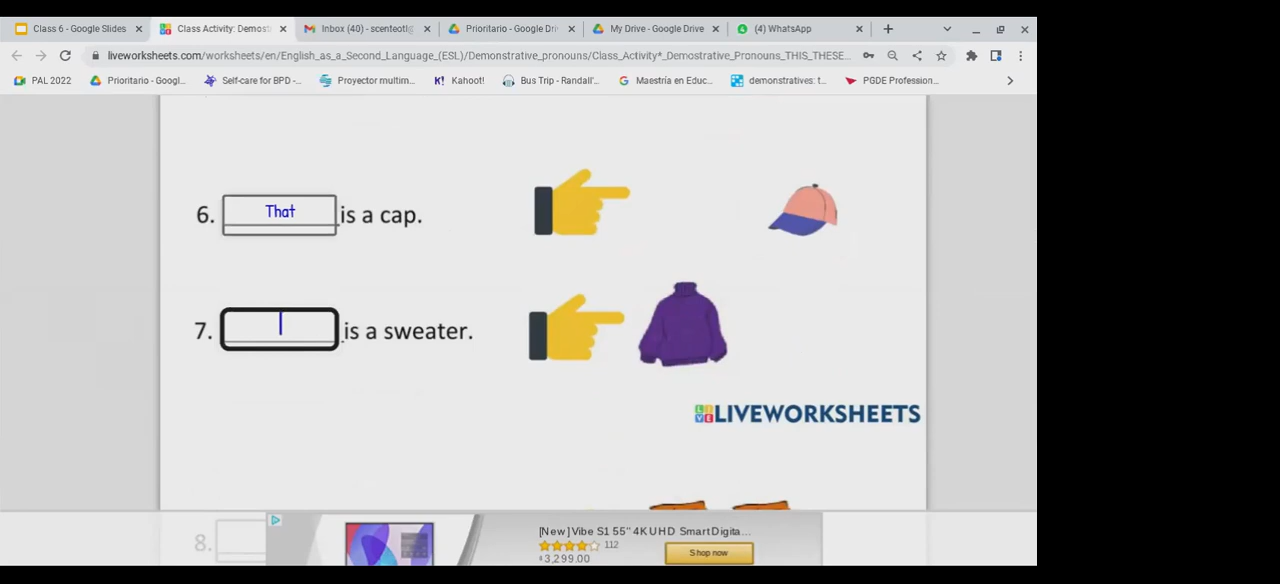 Class 6 - Google Slides
Class Activity: Demost
Inbox (40) - scenteotl@
Prioritario - Google Dri
My Drive - Google Drive
(4) WhatsApp
liveworksheets.com/worksheets/en/English_as_a_Second_Language_(ESL)/Demonstrative_pronouns/Class_Activity*_Demostrative_Pronouns_THIS_THESE...
PAL 2022
Prioritario - Googl...
Self-care for BPD -...
Proyector multim...
Kahoot!
Bus Trip - Randall'...
Maestría en Educ...
demonstratives: t...
PGDE Profession...
6. That is a cap.
7. is a sweater.
LIVEWORKSHEETS
8.
[New] Vibe S1 55" 4K UHD Smart Digita...
112
$3,299.00
Shop now